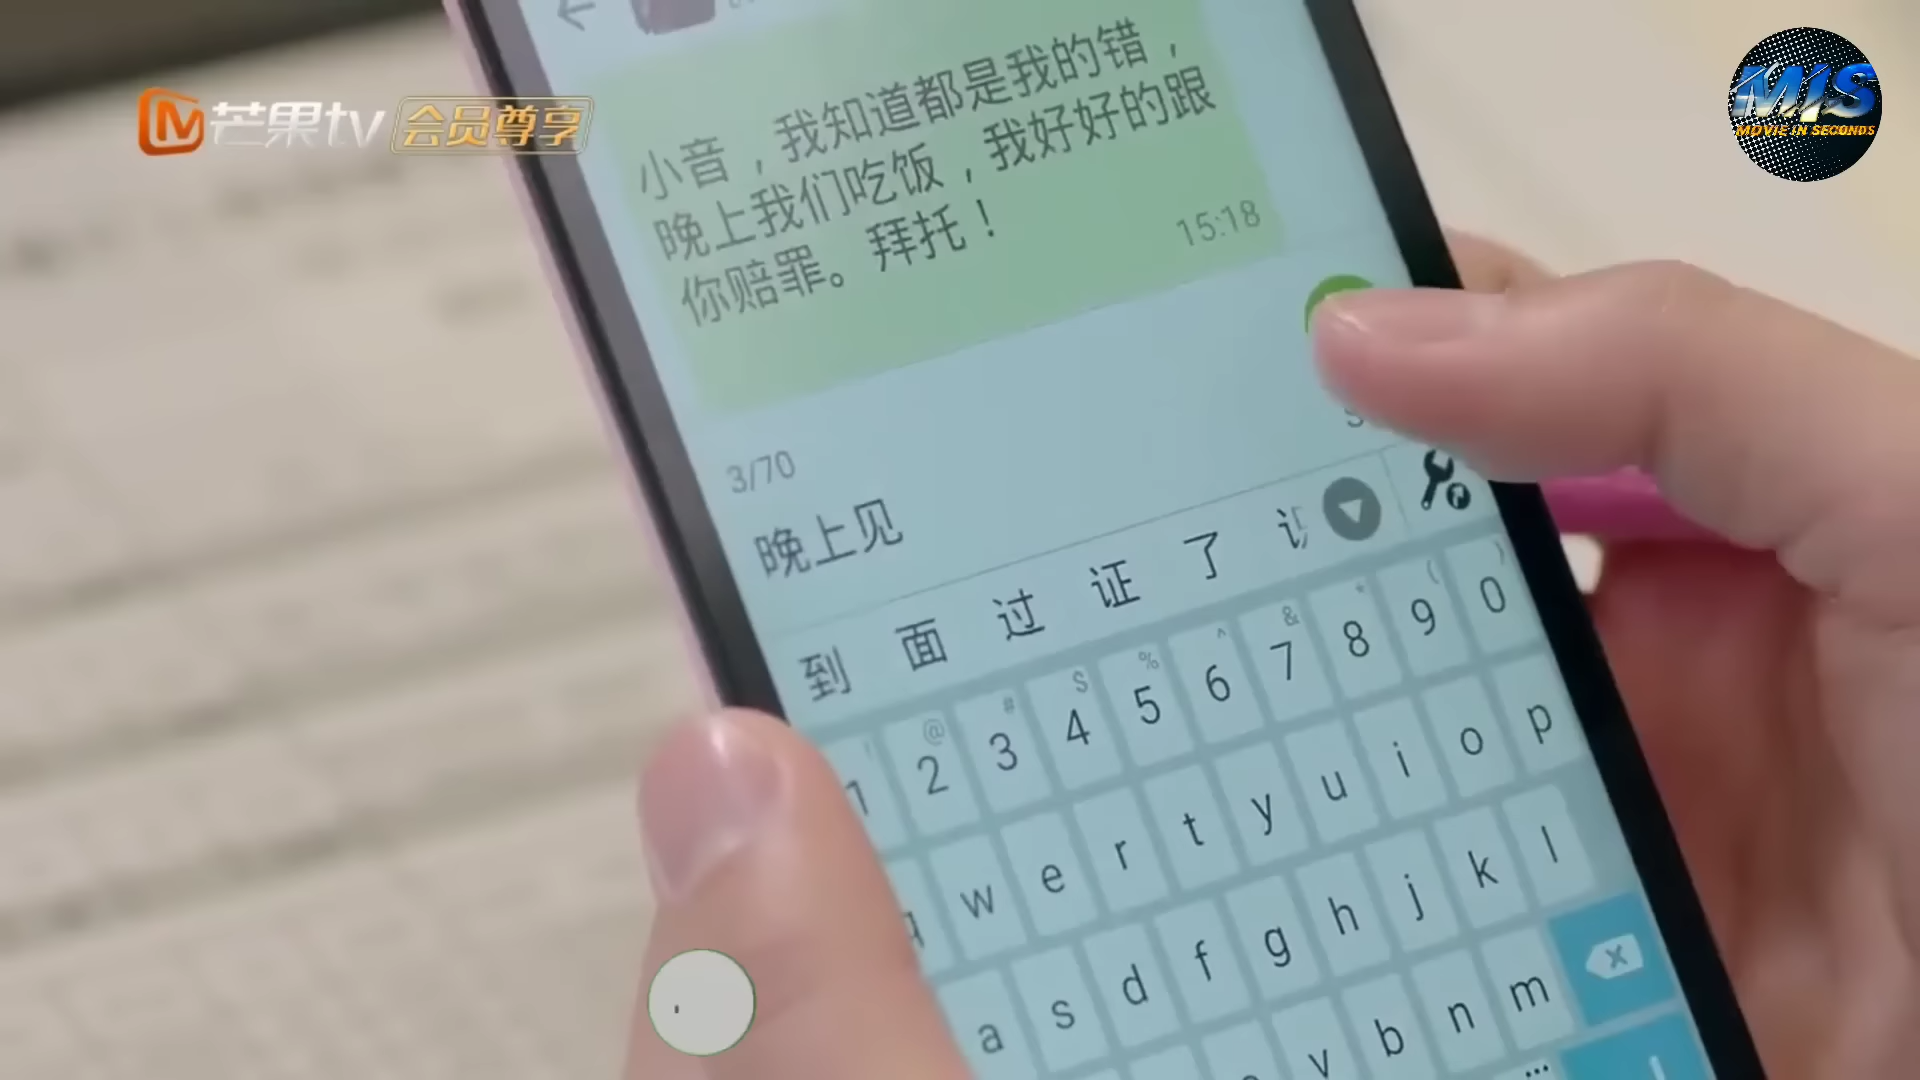 芒果tv 会员尊享
MIS
MOVIE IN SECONDS
小音，我知道都是我的错，
晚上我们吃饭，我好好的跟
你赔罪。拜托！
15:18
3/70
晚上见
到 面 过 证 了
! @ # $ % ^ & * ( )
1 2 3 4 5 6 7 8 9 0
q w e r t y u i o p
a s d f g h j k l
v b n m